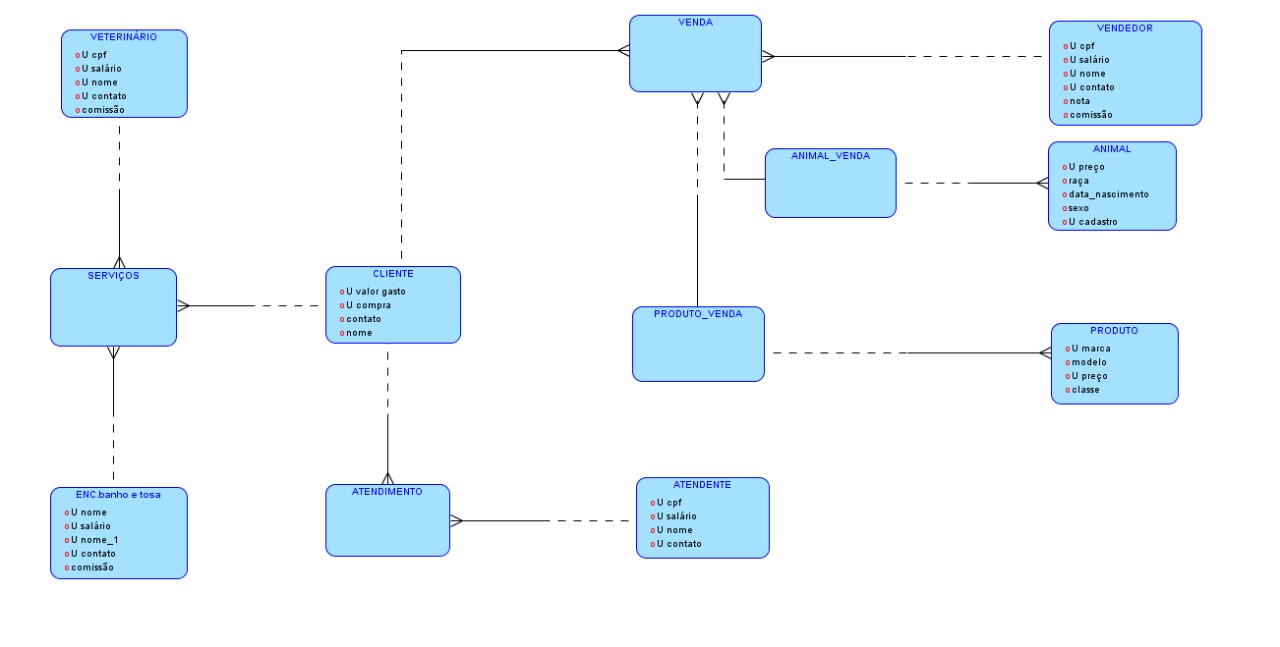 VETERINÁRIO
o U cpf
o U salário
o U nome
o U contato
o comissão
VENDA
VENDEDOR
o U cpf
o U salário
o U nome
o U contato
o nota
o comissão
ANIMAL_VENDA
ANIMAL
o U preço
o raça
o data_nascimento
o sexo
o U cadastro
SERVIÇOS
CLIENTE
o U valor gasto
o U compra
o contato
o nome
PRODUTO_VENDA
PRODUTO
o U marca
o modelo
o U preço
o classe
ENC.banho e tosa
o U nome
o U salário
o U nome_1
o U contato
o comissão
ATENDIMENTO
ATENDENTE
o U cpf
o U salário
o U nome
o U contato